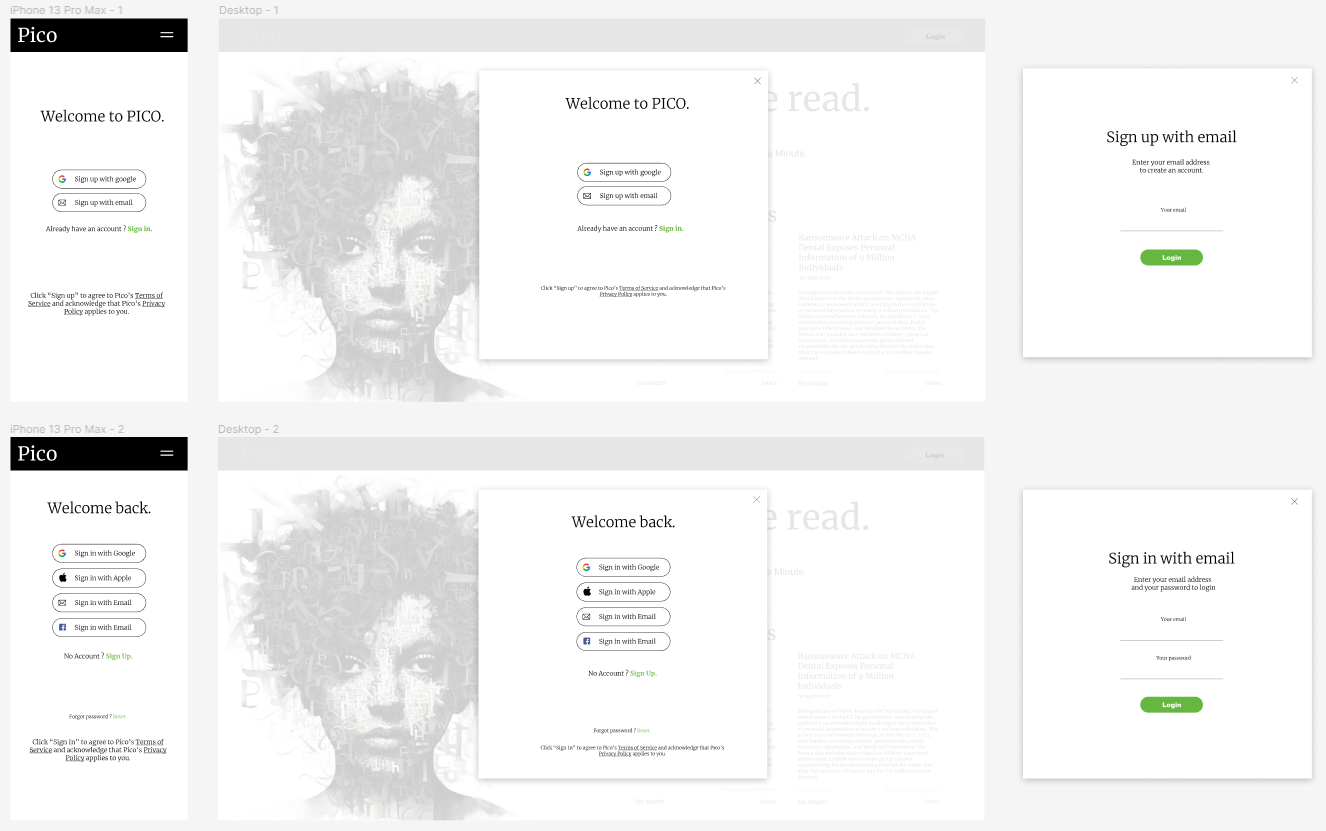 iPhone 13 Pro Max - 1
Pico
Welcome to PICO.
Sign up with google
Sign up with email
Already have an account ? Sign in.
Click “Sign up” to agree to Pico’s Terms of
Service and acknowledge that Pico’s Privacy
Policy applies to you.
Desktop - 1
Login
e read.
a Minute.
s
Ransomware Attack on MCNA
Dental Exposes Personal
Information of 9 Million
Individuals
Welcome to PICO.
Sign up with google
Sign up with email
Already have an account ? Sign in.
Click “Sign up” to agree to Pico’s Terms of Service and acknowledge that Pico’s
Privacy Policy applies to you.
Sign up with email
Enter your email address
to create an account.
Your email
Login
iPhone 13 Pro Max - 2
Pico
Welcome back.
Sign in with Google
Sign in with Apple
Sign in with Email
Sign in with Email
No Account ? Sign Up.
Forgot password ? Reset.
Click “Sign In” to agree to Pico’s Terms of
Service and acknowledge that Pico’s Privacy
Policy applies to you.
Desktop - 2
Login
e read.
a Minute.
s
Ransomware Attack on MCNA
Dental Exposes Personal
Information of 9 Million
Individuals
Welcome back.
Sign in with Google
Sign in with Apple
Sign in with Email
Sign in with Email
No Account ? Sign Up.
Forgot password ? Reset.
Click “Sign In” to agree to Pico’s Terms of Service and acknowledge that Pico’s
Privacy Policy applies to you.
Sign in with email
Enter your email address
and your password to login
Your email
Your password
Login